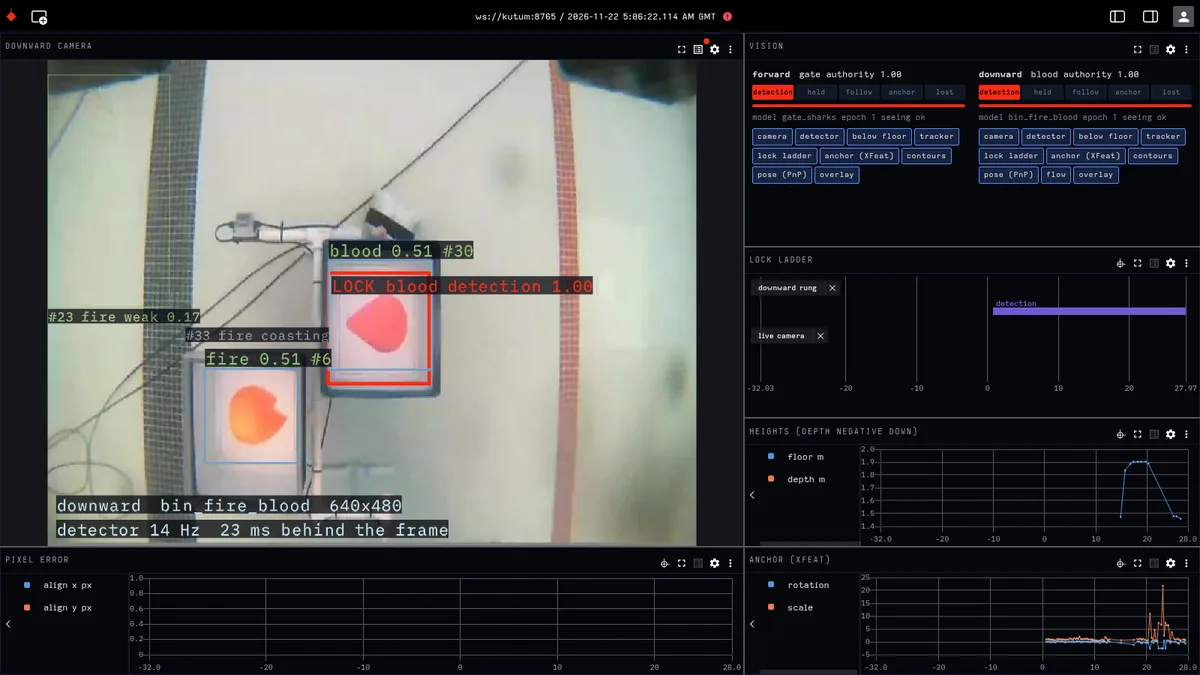 ws://kutum:8765 / 2026-11-22 5:06:22.114 AM GMT
DOWNWARD CAMERA
blood 0.51 #30
LOCK blood detection 1.00
#23 fire weak 0.17
#33 fire coasting
fire 0.51 #6
downward bin_fire_blood 640x480
detector 14 Hz 23 ms behind the frame
VISION
forward gate authority 1.00
detection held follow anchor lost
model gate_sharks epoch 1 seeing ok
camera detector below floor tracker
lock ladder anchor (XFeat) contours
pose (PnP) overlay
downward blood authority 1.00
detection held follow anchor lost
model bin_fire_blood epoch 1 seeing ok
camera detector below floor tracker
lock ladder anchor (XFeat) contours
pose (PnP) flow overlay
LOCK LADDER
downward rung
detection
live camera
-32.03 -20 -10 0 10 20 27.97
HEIGHTS (DEPTH NEGATIVE DOWN)
floor m
depth m
2.0
1.9
1.8
1.7
1.6
1.5
1.4
-32.0 -20 -10 0 10 20 28.0
PIXEL ERROR
align x px
align y px
1.0
0.8
0.6
0.4
0.2
0
-32.0 -20 -10 0 10 20 28.0
ANCHOR (XFEAT)
rotation
scale
25
20
15
10
5
0
-5
-32.0 -20 -10 0 10 20 28.0